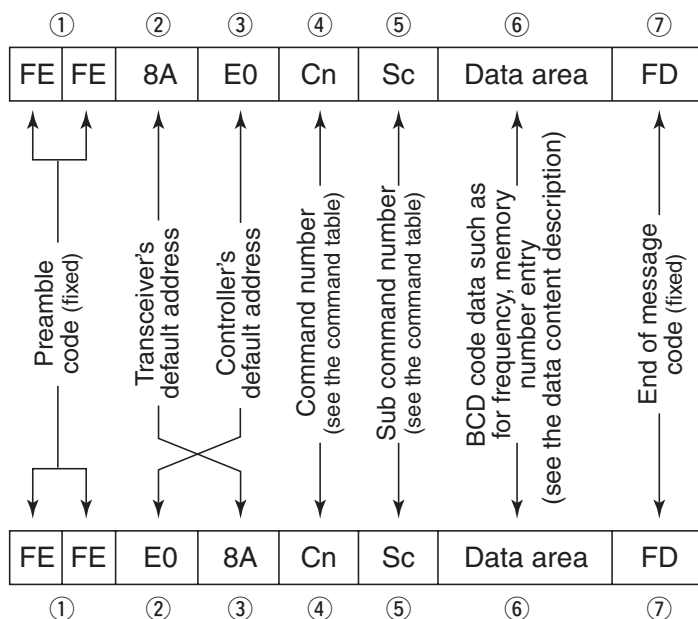 ① ② ③ ④ ⑤ ⑥ ⑦
FE FE 8A E0 Cn Sc Data area FD
Preamble
code (fixed)
Transceiver's
default address
Controller's
default address
Command number
(see the command table)
Sub command number
(see the command table)
BCD code data such as
for frequency, memory
number entry
(see the data content description)
End of message
code (fixed)
FE FE E0 8A Cn Sc Data area FD
① ② ③ ④ ⑤ ⑥ ⑦